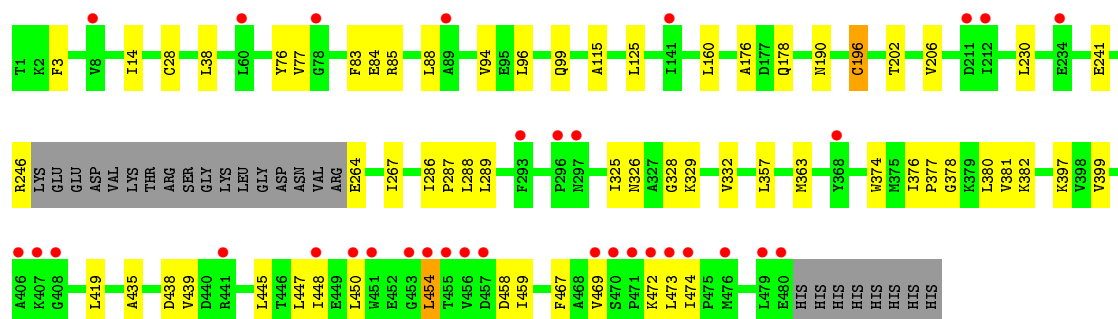 T1 K2 F3 V8 I14 C28 L38 L60 Y76 V77 G78 F83 E84 R85 L88 A89 V94 E95 L96 Q99 A115 L125 I141 L160 A176 D177 Q178 N190 C196 T202 V206 D211 I212 L230 E234 E241
R246 LYS GLU GLU ASP VAL LYS THR ARG SER GLY LYS LEU GLY ASP ASN VAL ARG E264 I267 I286 P287 L288 L289 F293 P296 N297 I325 N326 A327 G328 K329 V332 L357 M363 Y368 W374 M375 I376 P377 G378 K379 L380 V381 K382 K397 V398 V399
A406 K407 G408 L419 A435 D438 V439 D440 R441 L445 T446 L447 I448 E449 L450 W451 E452 G453 L454 T455 V456 D457 D458 I459 F467 A468 V469 S470 P471 K472 L473 I474 P475 M476 L479 E480 HIS HIS HIS HIS HIS HIS HIS HIS